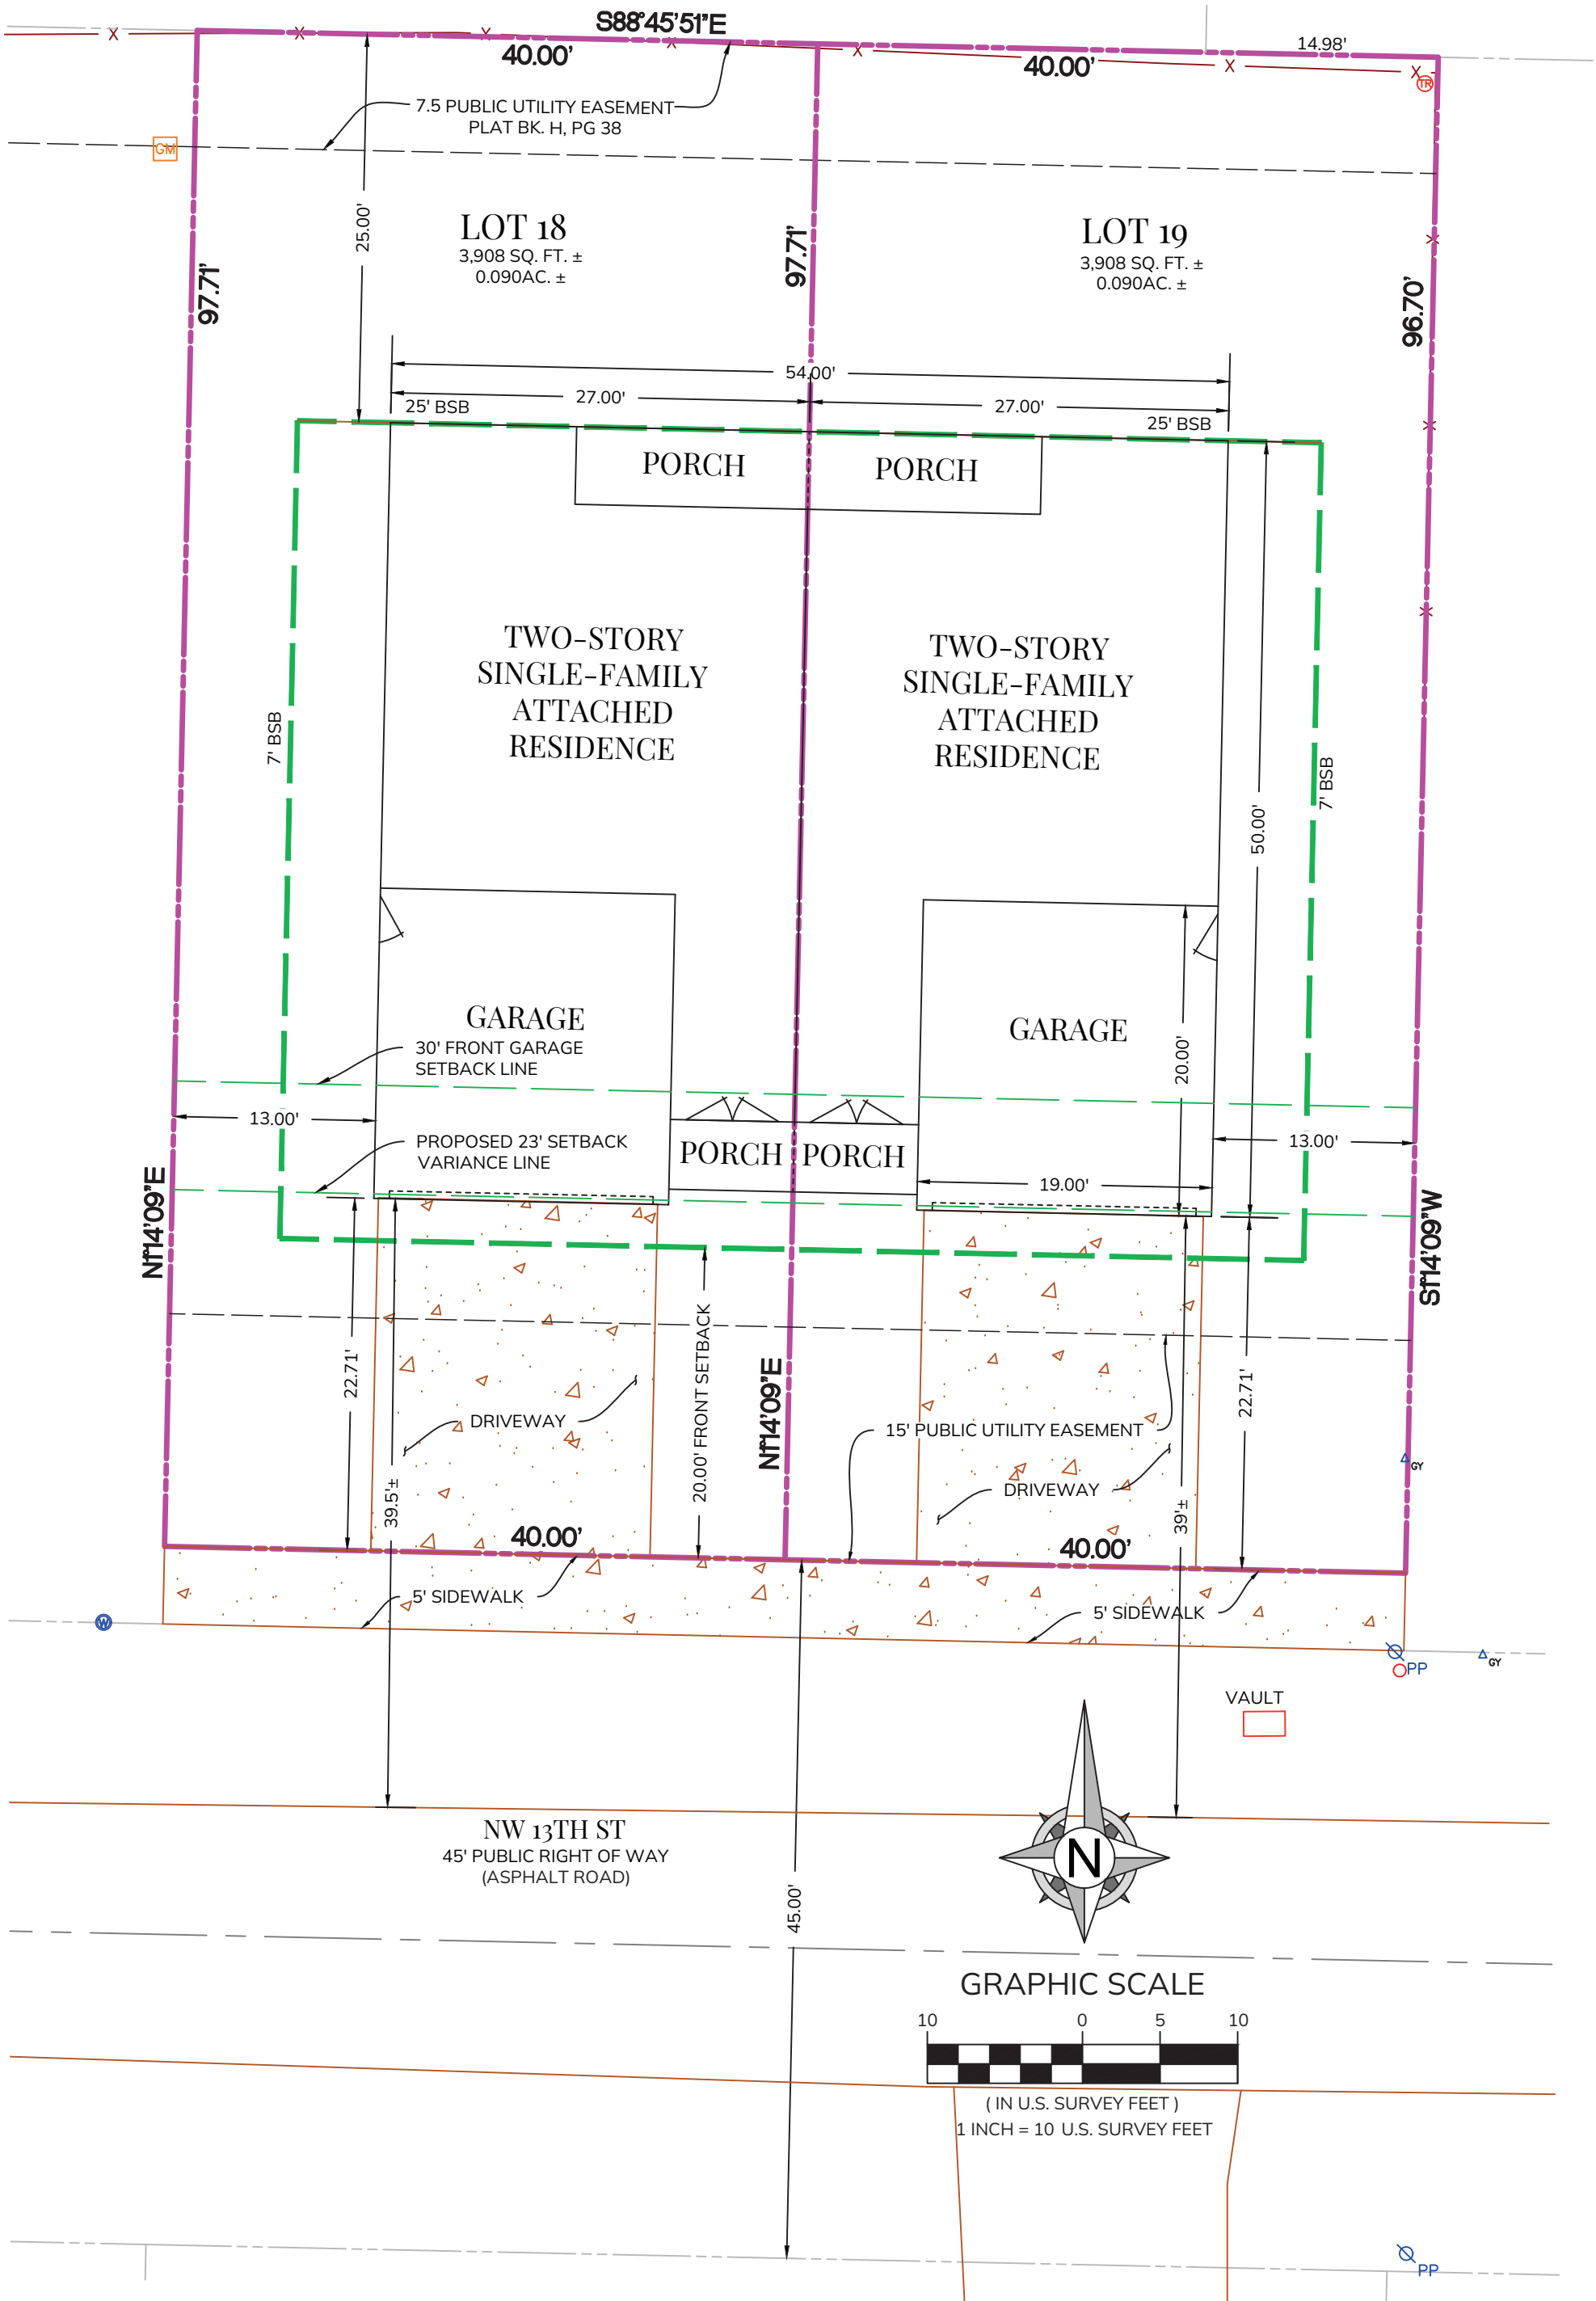 S88°45'51"E
14.98'
40.00'
40.00'
TR
7.5 PUBLIC UTILITY EASEMENT
PLAT BK. H, PG 38
GM
25.00'
LOT 18
3,908 SQ. FT. ±
0.090AC. ±
LOT 19
3,908 SQ. FT. ±
0.090AC. ±
97.71'
97.71'
96.70'
54.00'
27.00'
27.00'
25' BSB
25' BSB
PORCH
PORCH
TWO-STORY
SINGLE-FAMILY
ATTACHED
RESIDENCE
TWO-STORY
SINGLE-FAMILY
ATTACHED
RESIDENCE
7' BSB
7' BSB
50.00'
GARAGE
30' FRONT GARAGE
SETBACK LINE
GARAGE
20.00'
13.00'
13.00'
PROPOSED 23' SETBACK
VARIANCE LINE
PORCH
PORCH
19.00'
N1°14'09"E
S1°14'09"W
N1°14'09"E
22.71'
20.00' FRONT SETBACK
22.71'
DRIVEWAY
15' PUBLIC UTILITY EASEMENT
DRIVEWAY
GY
39.5'±
39'±
40.00'
40.00'
5' SIDEWALK
5' SIDEWALK
W
PP
GY
VAULT
NW 13TH ST
45' PUBLIC RIGHT OF WAY
(ASPHALT ROAD)
N
45.00'
GRAPHIC SCALE
10 0 5 10
( IN U.S. SURVEY FEET )
1 INCH = 10 U.S. SURVEY FEET
PP